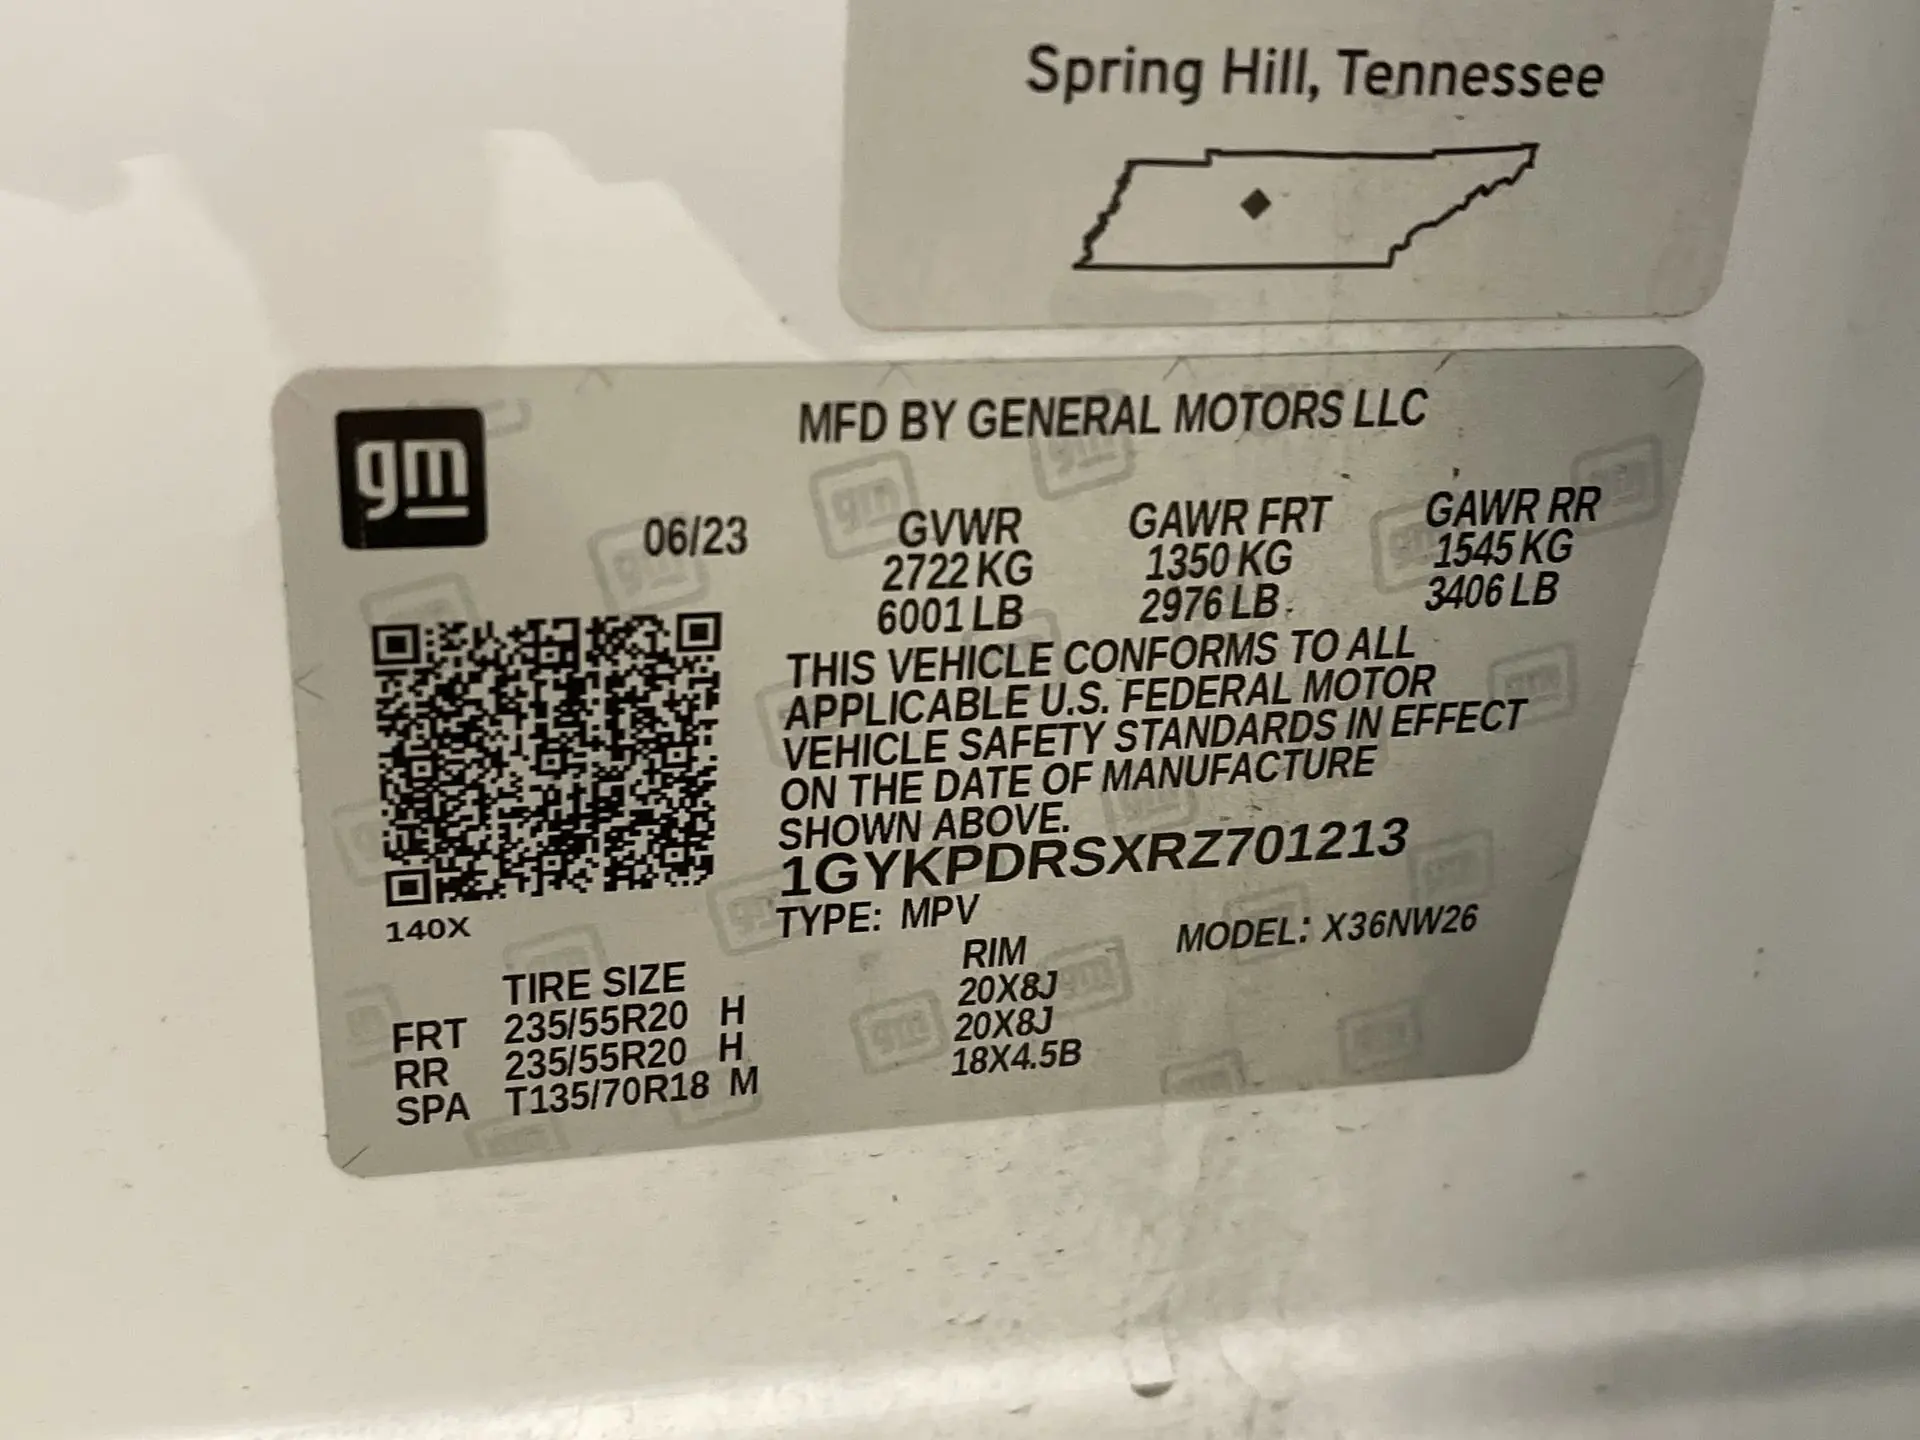 Spring Hill, Tennessee
gm
MFD BY GENERAL MOTORS LLC
06/23
GVWR GAWR FRT GAWR RR
2722 KG 1350 KG 1545 KG
6001 LB 2976 LB 3406 LB
THIS VEHICLE CONFORMS TO ALL
APPLICABLE U.S. FEDERAL MOTOR
VEHICLE SAFETY STANDARDS IN EFFECT
ON THE DATE OF MANUFACTURE
SHOWN ABOVE.
1GYKPDRSXRZ701213
TYPE: MPV MODEL: X36NW26
140X
TIRE SIZE RIM
FRT 235/55R20 H 20X8J
RR 235/55R20 H 20X8J
SPA T135/70R18 M 18X4.5B